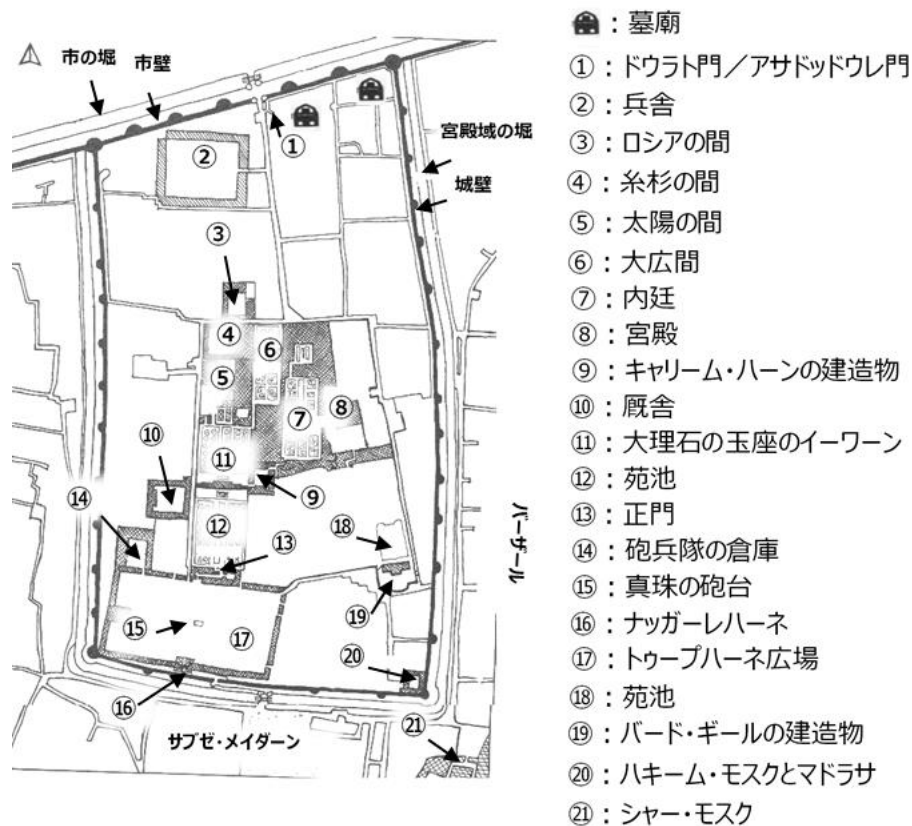 市の堀
市壁
宮殿域の堀
城壁
①
②
③
④
⑤
⑥
⑦
⑧
⑨
⑩
⑪
⑫
⑬
⑭
⑮
⑯
⑰
⑱
⑲
⑳
㉑
バーザール
サブゼ・メイダーン
：墓廟
①：ドウラト門／アサドッドウレ門
②：兵舎
③：ロシアの間
④：糸杉の間
⑤：太陽の間
⑥：大広間
⑦：内廷
⑧：宮殿
⑨：キャリーム・ハーンの建造物
⑩：厩舎
⑪：大理石の玉座のイーワーン
⑫：苑池
⑬：正門
⑭：砲兵隊の倉庫
⑮：真珠の砲台
⑯：ナッガーレハーネ
⑰：トゥープハーネ広場
⑱：苑池
⑲：バード・ギールの建造物
⑳：ハキーム・モスクとマドラサ
㉑：シャー・モスク